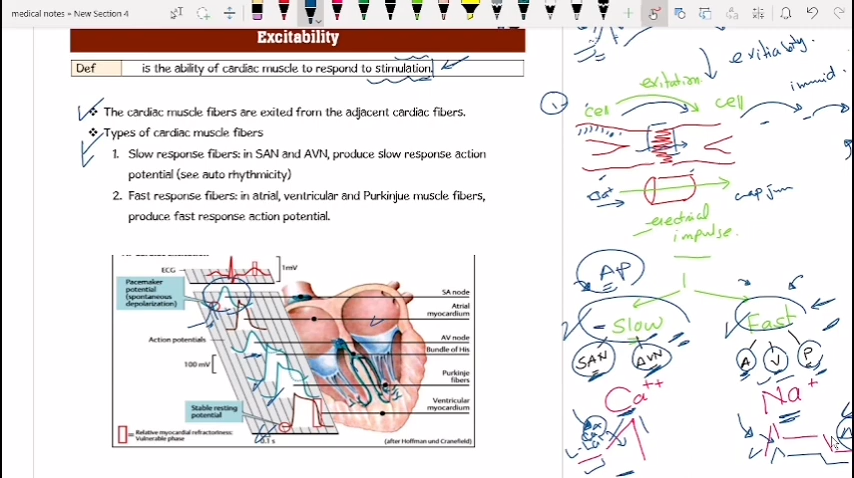 medical notes » New Section 4
Excitability
Def is the ability of cardiac muscle to respond to stimulation.
❖ The cardiac muscle fibers are exited from the adjacent cardiac fibers.
❖ Types of cardiac muscle fibers
1. Slow response fibers: in SAN and AVN, produce slow response action
potential (see auto rhythmicity)
2. Fast response fibers: in atrial, ventricular and Purkinjue muscle fibers,
produce fast response action potential.
ECG
1mV
Pacemaker
potential
(spontaneous
depolarization)
Action potentials
100 mV
Stable resting
potential
Relative myocardial refractoriness:
Vulnerable phase
SA node
Atrial
myocardium
AV node
Bundle of His
Purkinje
fibers
Ventricular
myocardium
(after Hoffman und Cranefield)
1
cell
cell
gap jun
electrical
impulse.
AP
Slow
Fast
SAN
AVN
A
V
P
Ca++
Na+